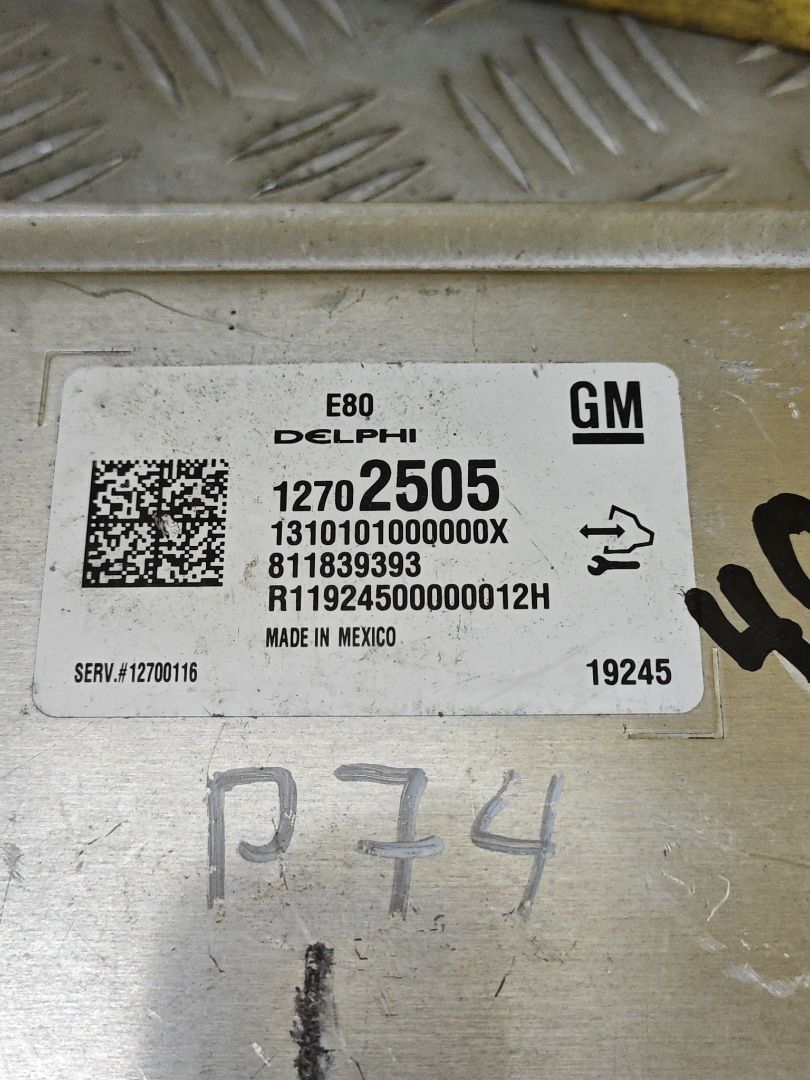 E80
GM
DELPHI
12702505
1310101000000X
811839393
R11924500000012H
MADE IN MEXICO
SERV.#12700116
19245
P74